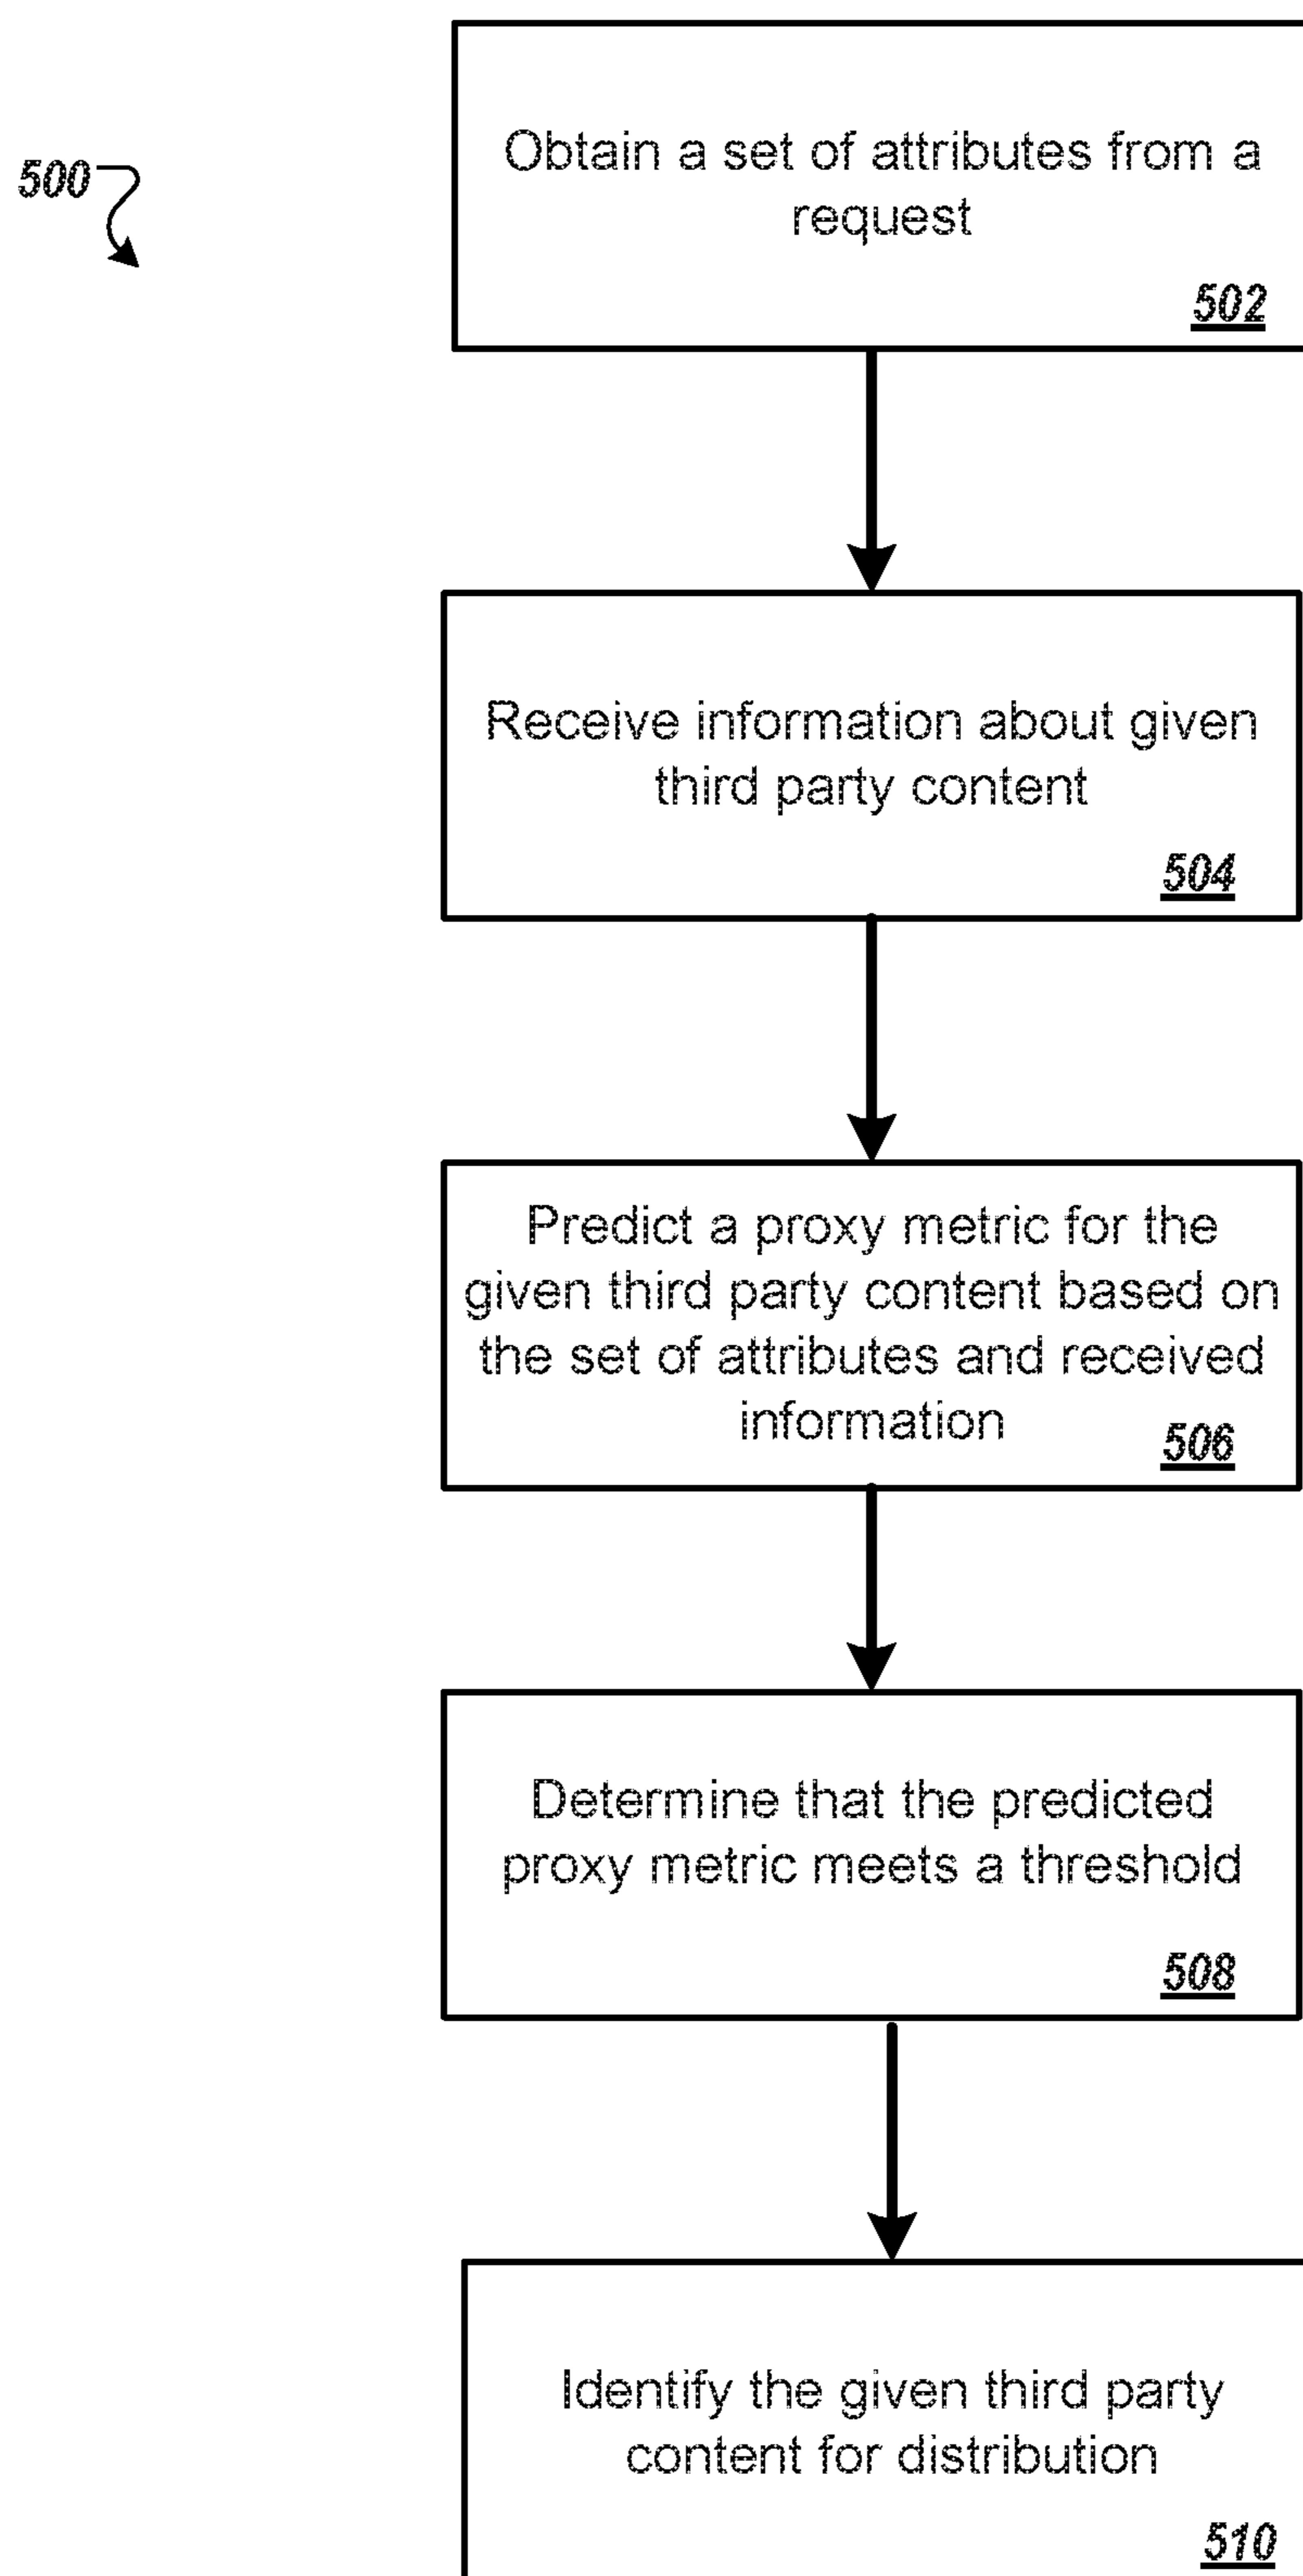 500
Obtain a set of attributes from a
request
502
Receive information about given
third party content
504
Predict a proxy metric for the
given third party content based on
the set of attributes and received
information
506
Determine that the predicted
proxy metric meets a threshold
508
Identify the given third party
content for distribution
510